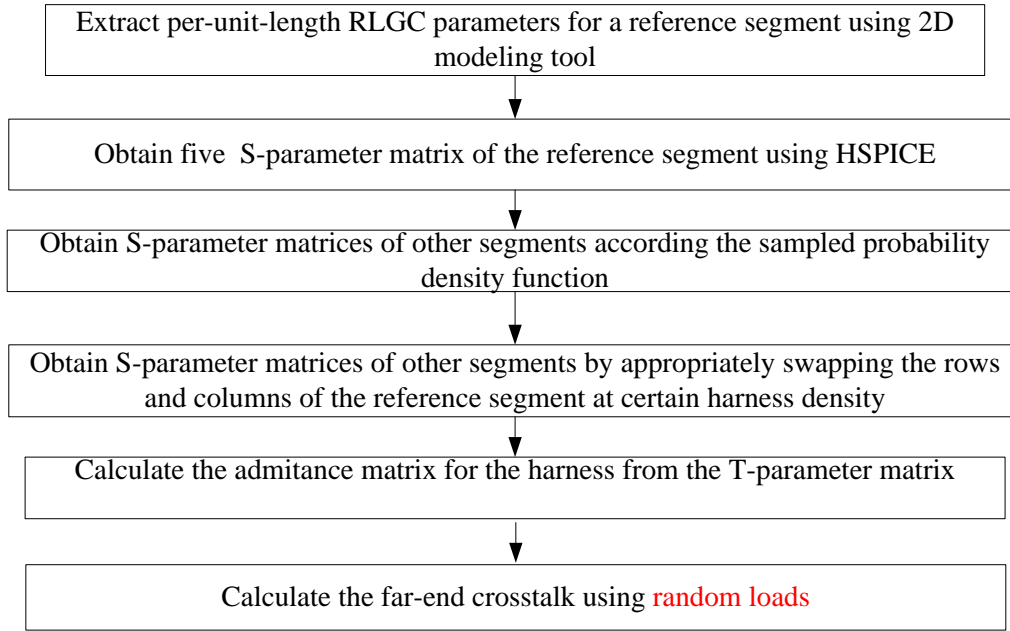 Extract per-unit-length RLGC parameters for a reference segment using 2D
modeling tool
Obtain five S-parameter matrix of the reference segment using HSPICE
Obtain S-parameter matrices of other segments according the sampled probability
density function
Obtain S-parameter matrices of other segments by appropriately swapping the rows
and columns of the reference segment at certain harness density
Calculate the admitance matrix for the harness from the T-parameter matrix
Calculate the far-end crosstalk using random loads